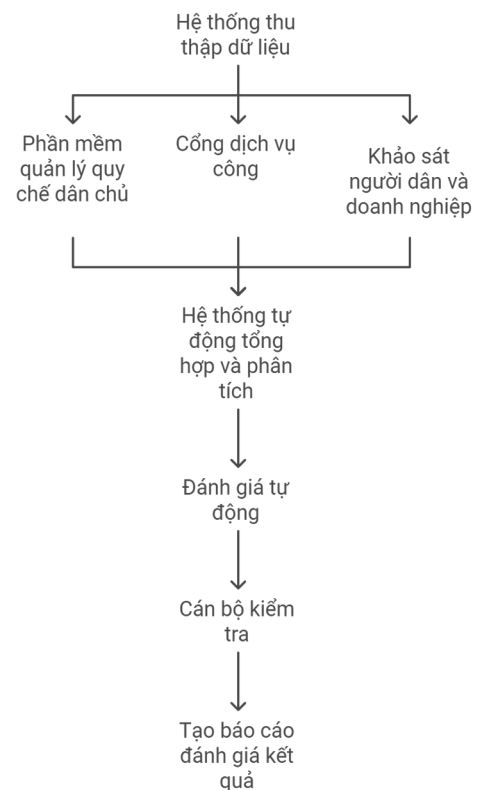 Hệ thống thu
thập dữ liệu
Phần mềm
quản lý quy
chế dân chủ
Cổng dịch vụ
công
Khảo sát
người dân và
doanh nghiệp
Hệ thống tự
động tổng
hợp và phân
tích
Đánh giá tự
động
Cán bộ kiểm
tra
Tạo báo cáo
đánh giá kết
quả